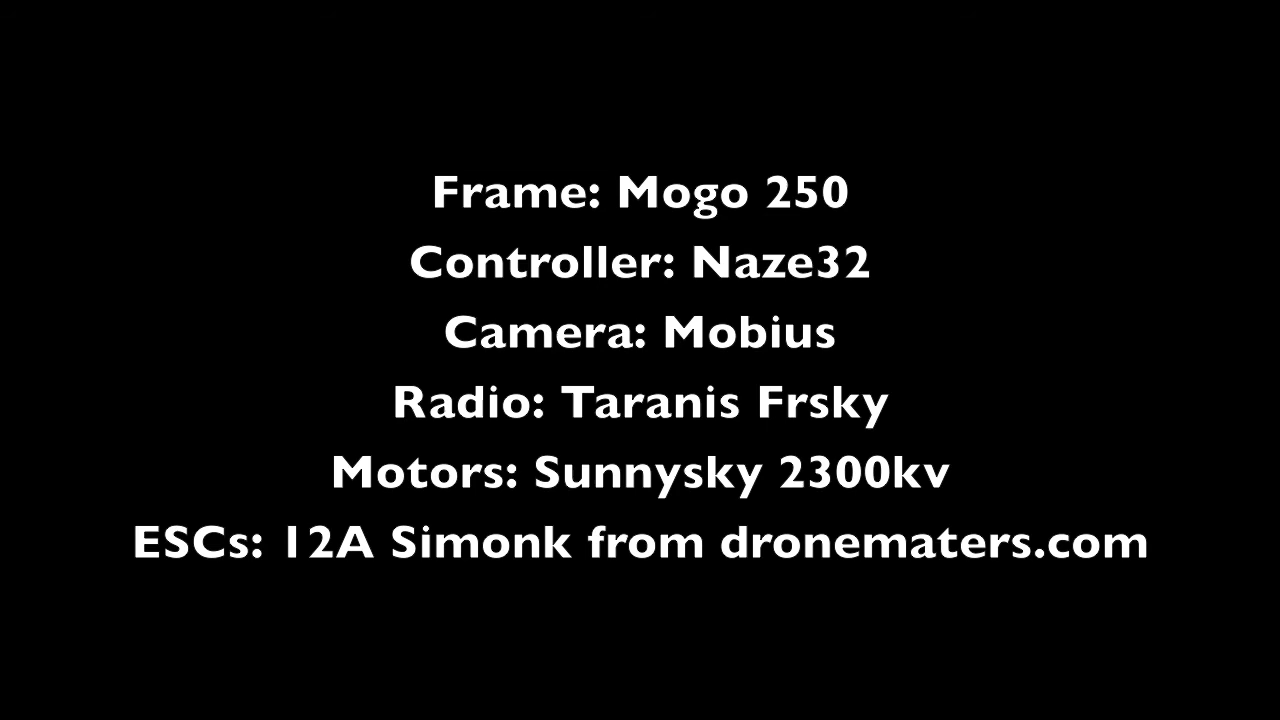 Frame: Mogo 250
Controller: Naze32
Camera: Mobius
Radio: Taranis Frsky
Motors: Sunnysky 2300kv
ESCs: 12A Simonk from dronematers.com